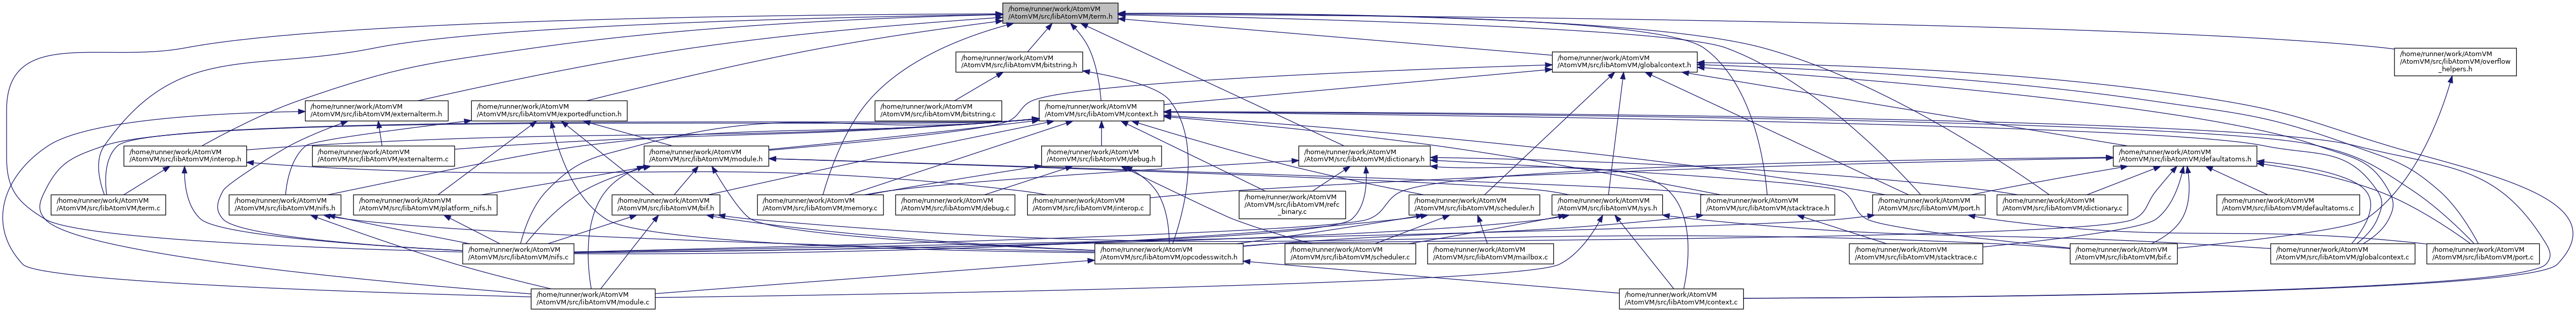 /home/runner/work/AtomVM
/AtomVM/src/libAtomVM/term.h
/home/runner/work/AtomVM
/AtomVM/src/libAtomVM/bitstring.h
/home/runner/work/AtomVM
/AtomVM/src/libAtomVM/globalcontext.h
/home/runner/work/AtomVM
/AtomVM/src/libAtomVM/overflow
_helpers.h
/home/runner/work/AtomVM
/AtomVM/src/libAtomVM/externalterm.h
/home/runner/work/AtomVM
/AtomVM/src/libAtomVM/exportedfunction.h
/home/runner/work/AtomVM
/AtomVM/src/libAtomVM/bitstring.c
/home/runner/work/AtomVM
/AtomVM/src/libAtomVM/context.h
/home/runner/work/AtomVM
/AtomVM/src/libAtomVM/interop.h
/home/runner/work/AtomVM
/AtomVM/src/libAtomVM/externalterm.c
/home/runner/work/AtomVM
/AtomVM/src/libAtomVM/module.h
/home/runner/work/AtomVM
/AtomVM/src/libAtomVM/debug.h
/home/runner/work/AtomVM
/AtomVM/src/libAtomVM/dictionary.h
/home/runner/work/AtomVM
/AtomVM/src/libAtomVM/defaultatoms.h
/home/runner/work/AtomVM
/AtomVM/src/libAtomVM/term.c
/home/runner/work/AtomVM
/AtomVM/src/libAtomVM/nifs.h
/home/runner/work/AtomVM
/AtomVM/src/libAtomVM/platform_nifs.h
/home/runner/work/AtomVM
/AtomVM/src/libAtomVM/bif.h
/home/runner/work/AtomVM
/AtomVM/src/libAtomVM/memory.c
/home/runner/work/AtomVM
/AtomVM/src/libAtomVM/debug.c
/home/runner/work/AtomVM
/AtomVM/src/libAtomVM/interop.c
/home/runner/work/AtomVM
/AtomVM/src/libAtomVM/refc
_binary.c
/home/runner/work/AtomVM
/AtomVM/src/libAtomVM/scheduler.h
/home/runner/work/AtomVM
/AtomVM/src/libAtomVM/sys.h
/home/runner/work/AtomVM
/AtomVM/src/libAtomVM/stacktrace.h
/home/runner/work/AtomVM
/AtomVM/src/libAtomVM/port.h
/home/runner/work/AtomVM
/AtomVM/src/libAtomVM/dictionary.c
/home/runner/work/AtomVM
/AtomVM/src/libAtomVM/defaultatoms.c
/home/runner/work/AtomVM
/AtomVM/src/libAtomVM/nifs.c
/home/runner/work/AtomVM
/AtomVM/src/libAtomVM/opcodesswitch.h
/home/runner/work/AtomVM
/AtomVM/src/libAtomVM/scheduler.c
/home/runner/work/AtomVM
/AtomVM/src/libAtomVM/mailbox.c
/home/runner/work/AtomVM
/AtomVM/src/libAtomVM/stacktrace.c
/home/runner/work/AtomVM
/AtomVM/src/libAtomVM/bif.c
/home/runner/work/AtomVM
/AtomVM/src/libAtomVM/globalcontext.c
/home/runner/work/AtomVM
/AtomVM/src/libAtomVM/port.c
/home/runner/work/AtomVM
/AtomVM/src/libAtomVM/module.c
/home/runner/work/AtomVM
/AtomVM/src/libAtomVM/context.c